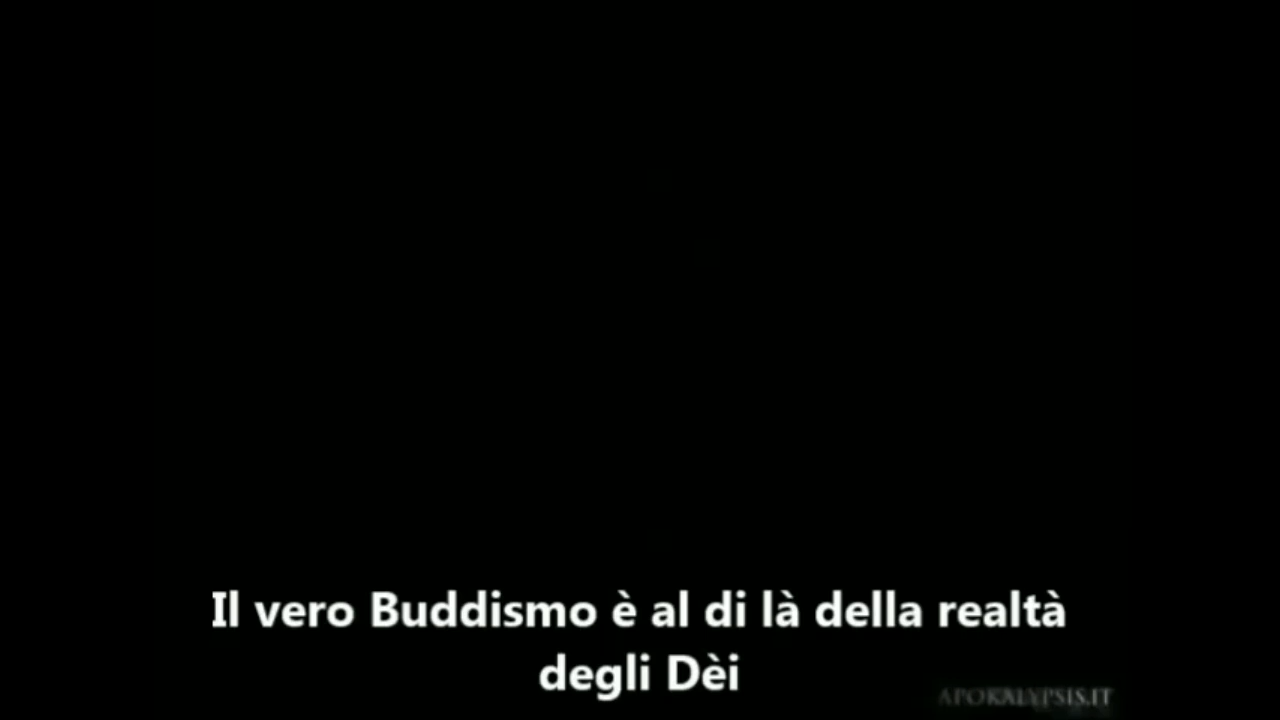 Il vero Buddismo è al di là della realtà
degli Dèi
APOKALYPSIS.IT